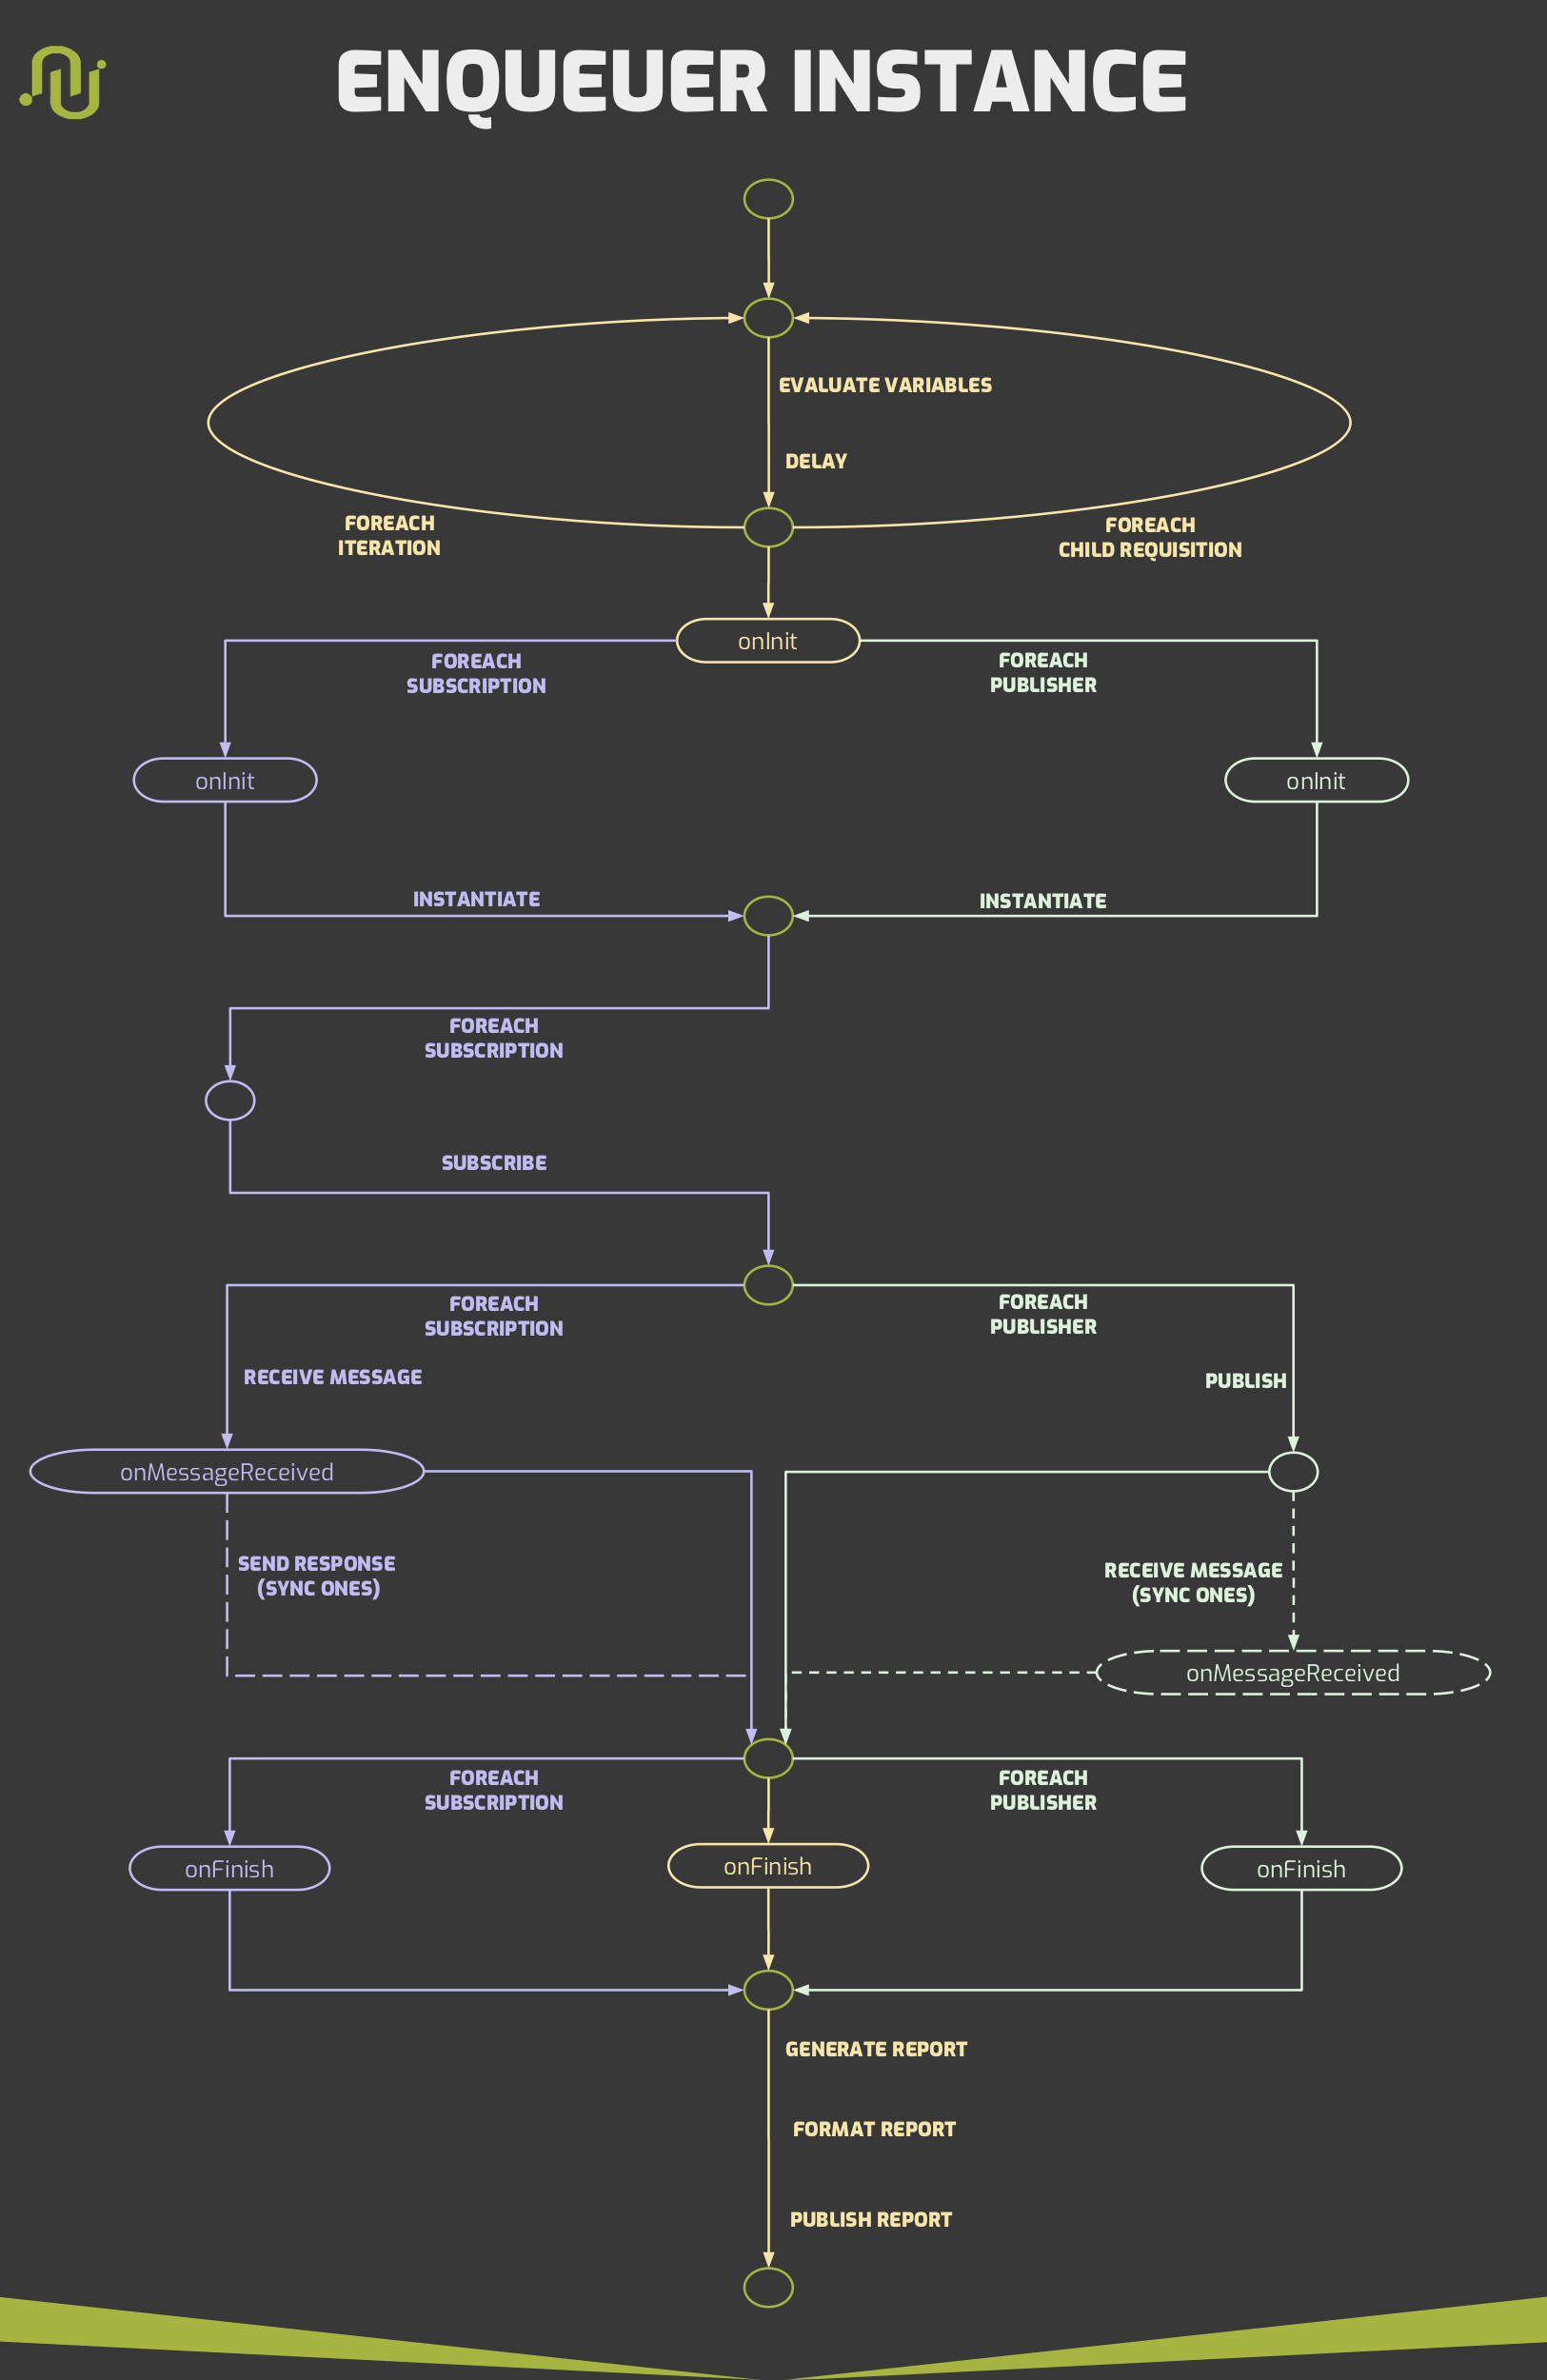 ENQUEUER INSTANCE
EVALUATE VARIABLES
DELAY
FOREACH
ITERATION
FOREACH
CHILD REQUISITION
onInit
FOREACH
SUBSCRIPTION
FOREACH
PUBLISHER
onInit
onInit
INSTANTIATE
INSTANTIATE
FOREACH
SUBSCRIPTION
SUBSCRIBE
FOREACH
SUBSCRIPTION
FOREACH
PUBLISHER
RECEIVE MESSAGE
PUBLISH
onMessageReceived
SEND RESPONSE
(SYNC ONES)
RECEIVE MESSAGE
(SYNC ONES)
onMessageReceived
FOREACH
SUBSCRIPTION
FOREACH
PUBLISHER
onFinish
onFinish
onFinish
GENERATE REPORT
FORMAT REPORT
PUBLISH REPORT